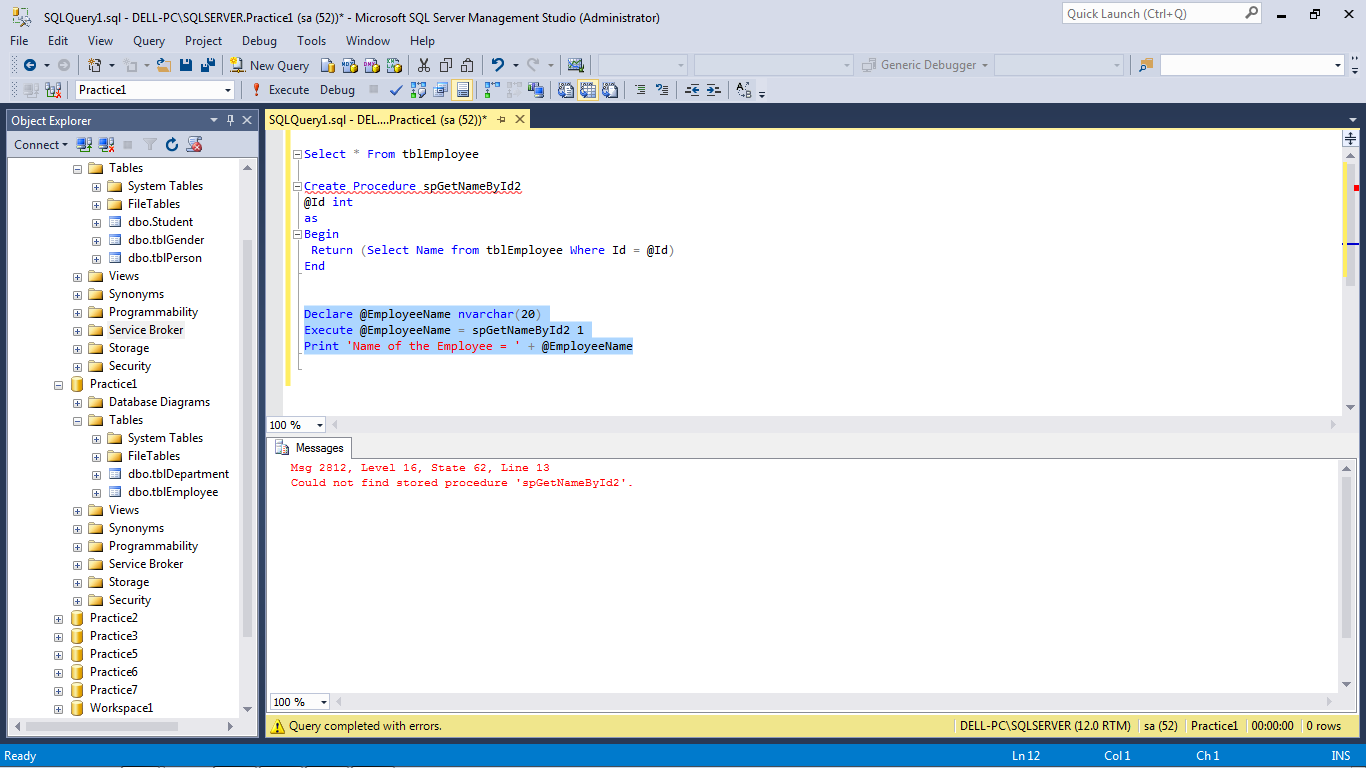 SQLQuery1.sql - DELL-PC\SQLSERVER.Practice1 (sa (52))* - Microsoft SQL Server Management Studio (Administrator)
Quick Launch (Ctrl+Q)
File Edit View Query Project Debug Tools Window Help
New Query
Generic Debugger
Practice1
Execute Debug
Object Explorer
Connect
Tables
System Tables
FileTables
dbo.Student
dbo.tblGender
dbo.tblPerson
Views
Synonyms
Programmability
Service Broker
Storage
Security
Practice1
Database Diagrams
Tables
System Tables
FileTables
dbo.tblDepartment
dbo.tblEmployee
Views
Synonyms
Programmability
Service Broker
Storage
Security
Practice2
Practice3
Practice5
Practice6
Practice7
Workspace1
SQLQuery1.sql - DEL....Practice1 (sa (52))*
Select * From tblEmployee
Create Procedure spGetNameById2
@Id int
as
Begin
Return (Select Name from tblEmployee Where Id = @Id)
End
Declare @EmployeeName nvarchar(20)
Execute @EmployeeName = spGetNameById2 1
Print 'Name of the Employee = ' + @EmployeeName
100 %
Messages
Msg 2812, Level 16, State 62, Line 13
Could not find stored procedure 'spGetNameById2'.
100 %
Query completed with errors.
DELL-PC\SQLSERVER (12.0 RTM) sa (52) Practice1 00:00:00 0 rows
Ready
Ln 12 Col 1 Ch 1 INS